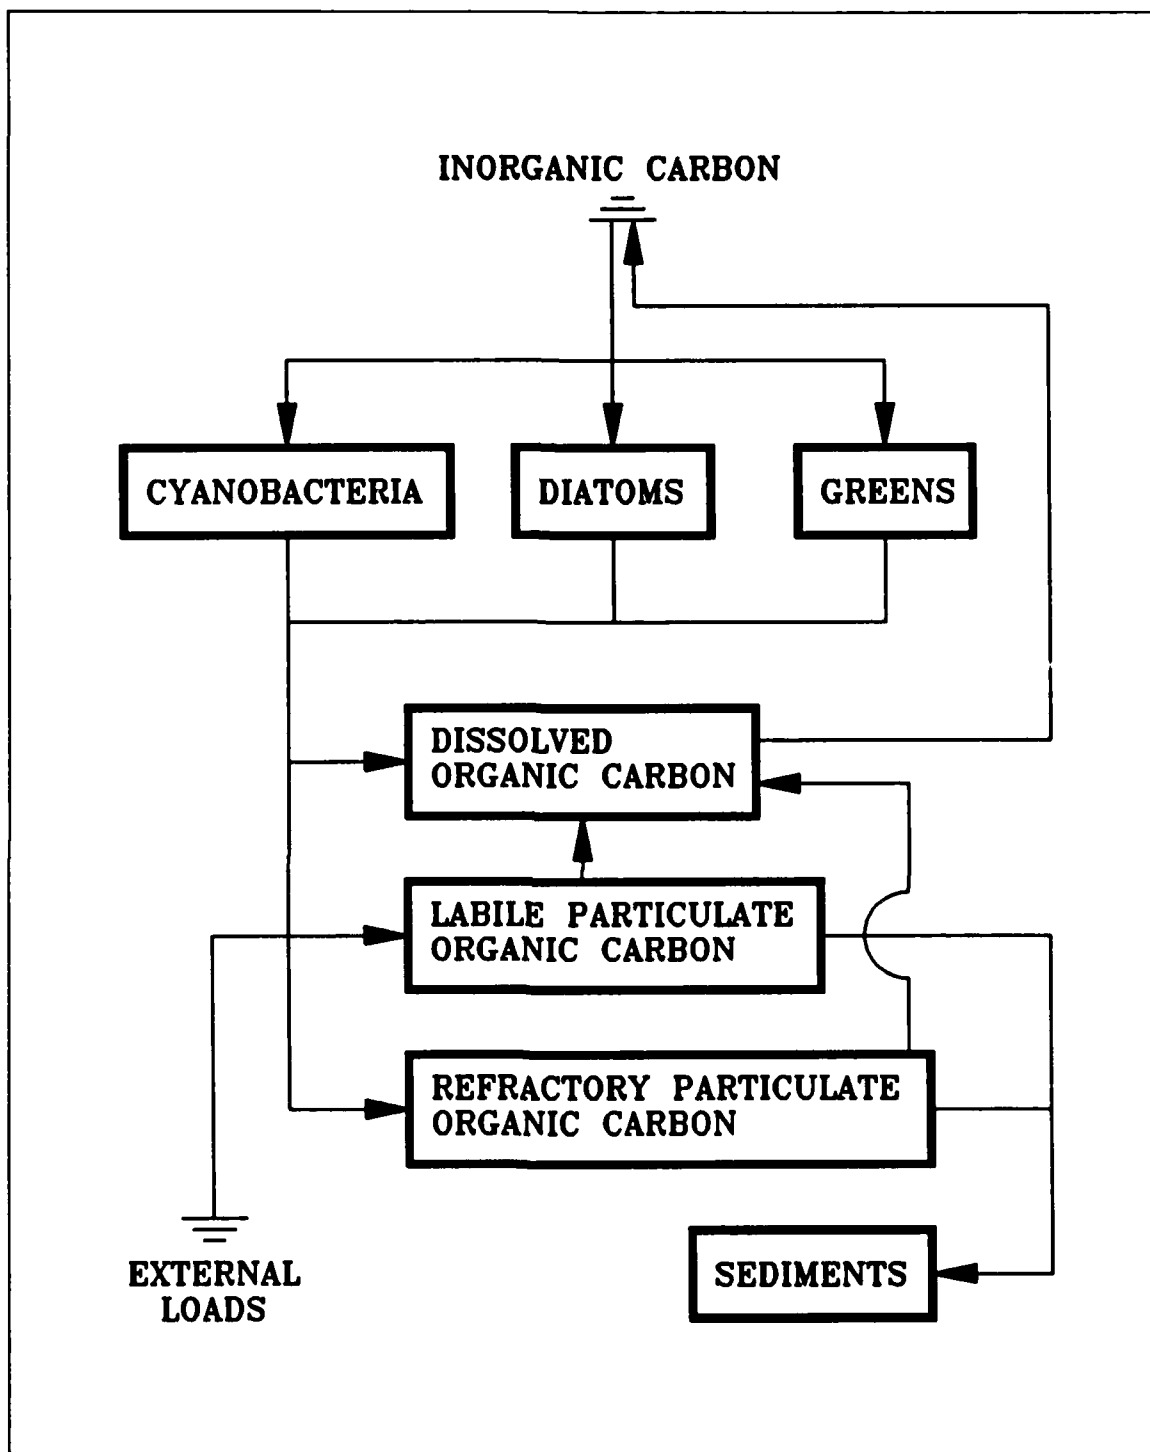 INORGANIC CARBON
CYANOBACTERIA
DIATOMS
GREENS
DISSOLVED
ORGANIC CARBON
LABILE PARTICULATE
ORGANIC CARBON
REFRACTORY PARTICULATE
ORGANIC CARBON
SEDIMENTS
EXTERNAL
LOADS